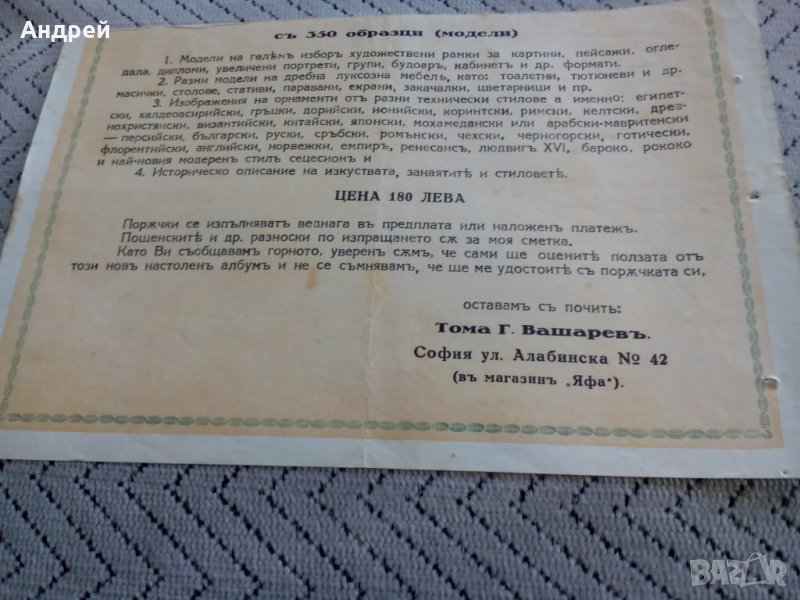 Андрей
съ 350 образци (модели)
1. Модели на голѣмъ изборъ художествени рамки за картини, пейсажи, огле-
дала, дипломи, увеличени портрети, групи, будоаръ, кабинетъ и др. формати.
2. Разни модели на дребна луксозна мебелъ, като: тоалетни, тютюневи и др.
масички, столове, стативи, паравани, екрани, закачалки, цветарници и пр.
3. Изображения на орнаменти отъ разни технически стилове а именно: египет-
ски, халдеоасирийски, гръцки, дорийски, ионийски, коринтски, римски, келтски, древ-
нохристянски, византийски, китайски, японски, мохамедански или арабски-мавритенски
—персийски, български, руски, сръбски, ромънски, чехски, черногорски, готически,
флорентийски, английски, норвежки, емпиръ, ренесансъ, людвигъ XVI, бароко, рококо
и най-новия модеренъ стилъ сецесионъ и
4. Историческо описание на изкуствата, занаятитѣ и стиловетѣ.
ЦЕНА 180 ЛЕВА
Порѫчки се изпълняватъ веднага въ предплата или наложенъ платежъ.
Пощенскитѣ и др. разноски по изпращането сѫ за моя сметка.
Като Ви съобщавамъ горното, уверенъ сѫмъ, че сами ще оцените ползата отъ
този новъ настоленъ албумъ и не се съмнявамъ, че ще ме удостоите съ порѫчката си,
оставамъ съ почить:
Тома Г. Вашаревъ.
София ул. Алабинска № 42
(въ магазинъ „Яфа“).
BAZAR